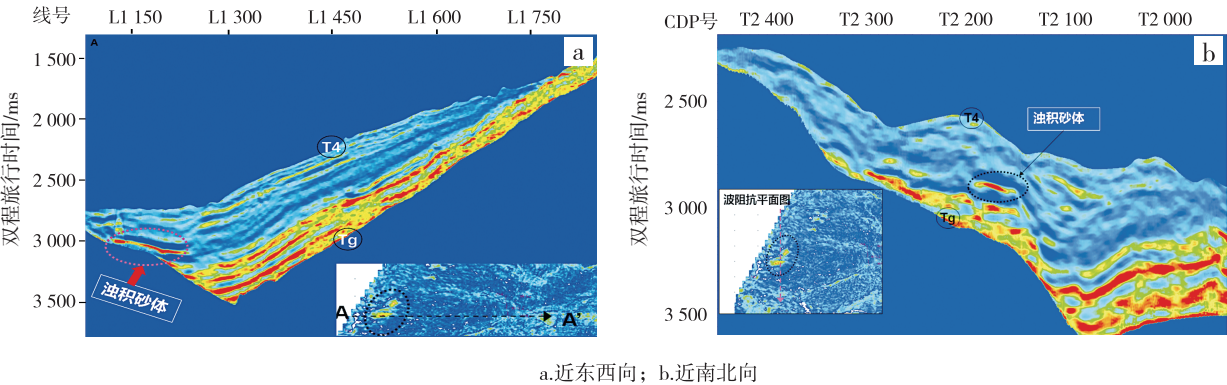 线号 L1 150 L1 300 L1 450 L1 600 L1 750
A
a
1 500
2 000
2 500
3 000
3 500
双程旅行时间/ms
T4
Tg
浊积砂体
A A'
CDP号 T2 400 T2 300 T2 200 T2 100 T2 000
b
2 500
3 000
3 500
双程旅行时间/ms
T4
浊积砂体
Tg
波阻抗平面图
a.近东西向；b.近南北向